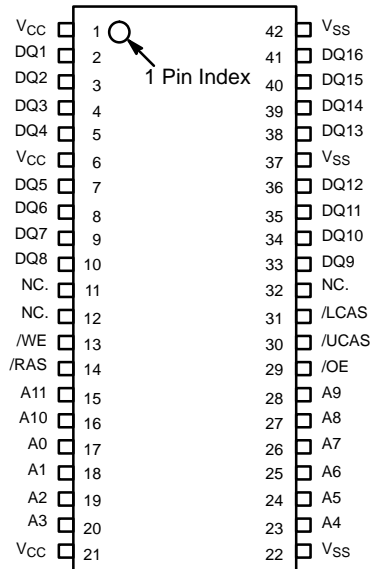 VCC 1 42 VSS
DQ1 2 41 DQ16
1 Pin Index
DQ2 3 40 DQ15
DQ3 4 39 DQ14
DQ4 5 38 DQ13
VCC 6 37 VSS
DQ5 7 36 DQ12
DQ6 8 35 DQ11
DQ7 9 34 DQ10
DQ8 10 33 DQ9
NC. 11 32 NC.
NC. 12 31 /LCAS
/WE 13 30 /UCAS
/RAS 14 29 /OE
A11 15 28 A9
A10 16 27 A8
A0 17 26 A7
A1 18 25 A6
A2 19 24 A5
A3 20 23 A4
VCC 21 22 VSS